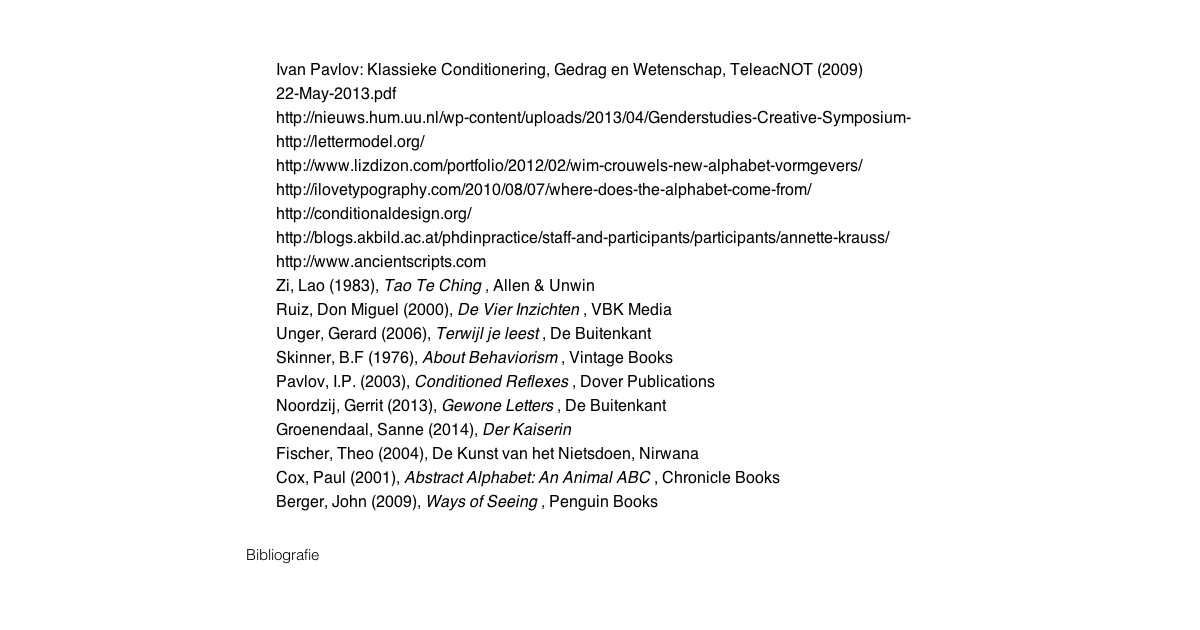 Ivan Pavlov: Klassieke Conditionering, Gedrag en Wetenschap, TeleacNOT (2009)
22-May-2013.pdf
http://nieuws.hum.uu.nl/wp-content/uploads/2013/04/Genderstudies-Creative-Symposium-
http://lettermodel.org/
http://www.lizdizon.com/portfolio/2012/02/wim-crouwels-new-alphabet-vormgevers/
http://ilovetypography.com/2010/08/07/where-does-the-alphabet-come-from/
http://conditionaldesign.org/
http://blogs.akbild.ac.at/phdinpractice/staff-and-participants/participants/annette-krauss/
http://www.ancientscripts.com
Zi, Lao (1983), Tao Te Ching , Allen & Unwin
Ruiz, Don Miguel (2000), De Vier Inzichten , VBK Media
Unger, Gerard (2006), Terwijl je leest , De Buitenkant
Skinner, B.F (1976), About Behaviorism , Vintage Books
Pavlov, I.P. (2003), Conditioned Reflexes , Dover Publications
Noordzij, Gerrit (2013), Gewone Letters , De Buitenkant
Groenendaal, Sanne (2014), Der Kaiserin
Fischer, Theo (2004), De Kunst van het Nietsdoen, Nirwana
Cox, Paul (2001), Abstract Alphabet: An Animal ABC , Chronicle Books
Berger, John (2009), Ways of Seeing , Penguin Books
Bibliografie